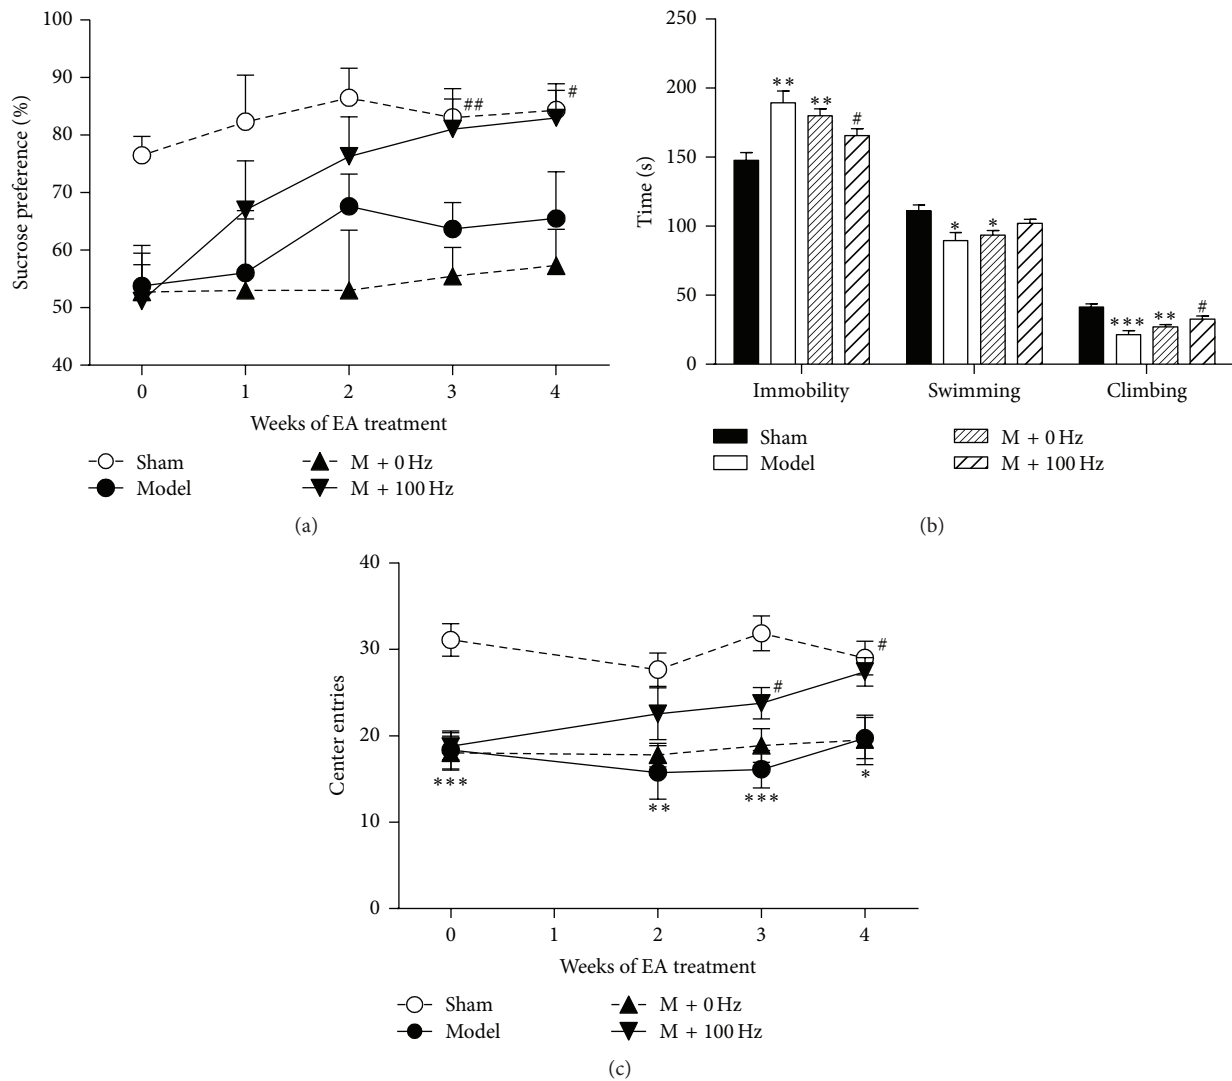 100
90
80
70
60
50
40
Sucrose preference (%)
##
#
0 1 2 3 4
Weeks of EA treatment
Sham
Model
M + 0 Hz
M + 100 Hz
(a)
250
200
150
100
50
0
Time (s)
** ** #
* *
*** ** #
Immobility Swimming Climbing
Sham
Model
M + 0 Hz
M + 100 Hz
(b)
40
30
20
10
0
Center entries
#
#
***
**
***
*
0 1 2 3 4
Weeks of EA treatment
Sham
Model
M + 0 Hz
M + 100 Hz
(c)